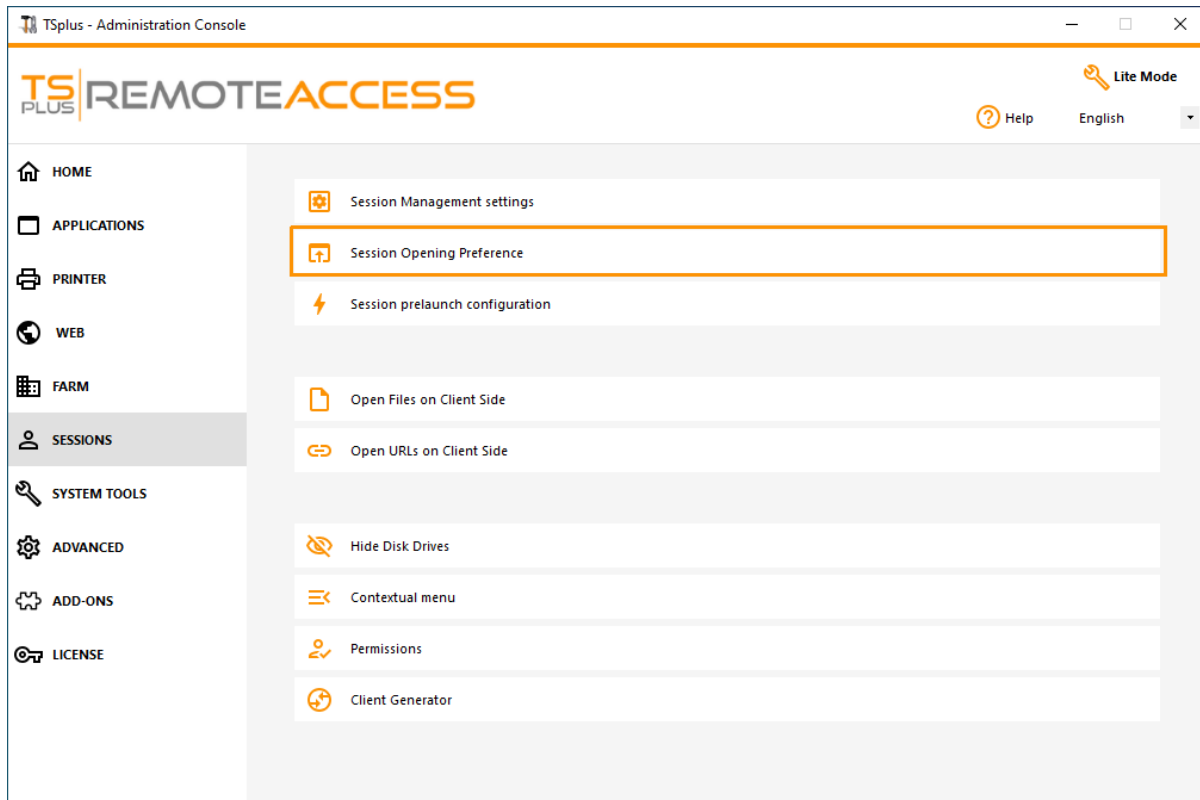 TSplus - Administration Console
TS PLUS REMOTEACCESS
Lite Mode
Help
English
HOME
APPLICATIONS
PRINTER
WEB
FARM
SESSIONS
SYSTEM TOOLS
ADVANCED
ADD-ONS
LICENSE
Session Management settings
Session Opening Preference
Session prelaunch configuration
Open Files on Client Side
Open URLs on Client Side
Hide Disk Drives
Contextual menu
Permissions
Client Generator